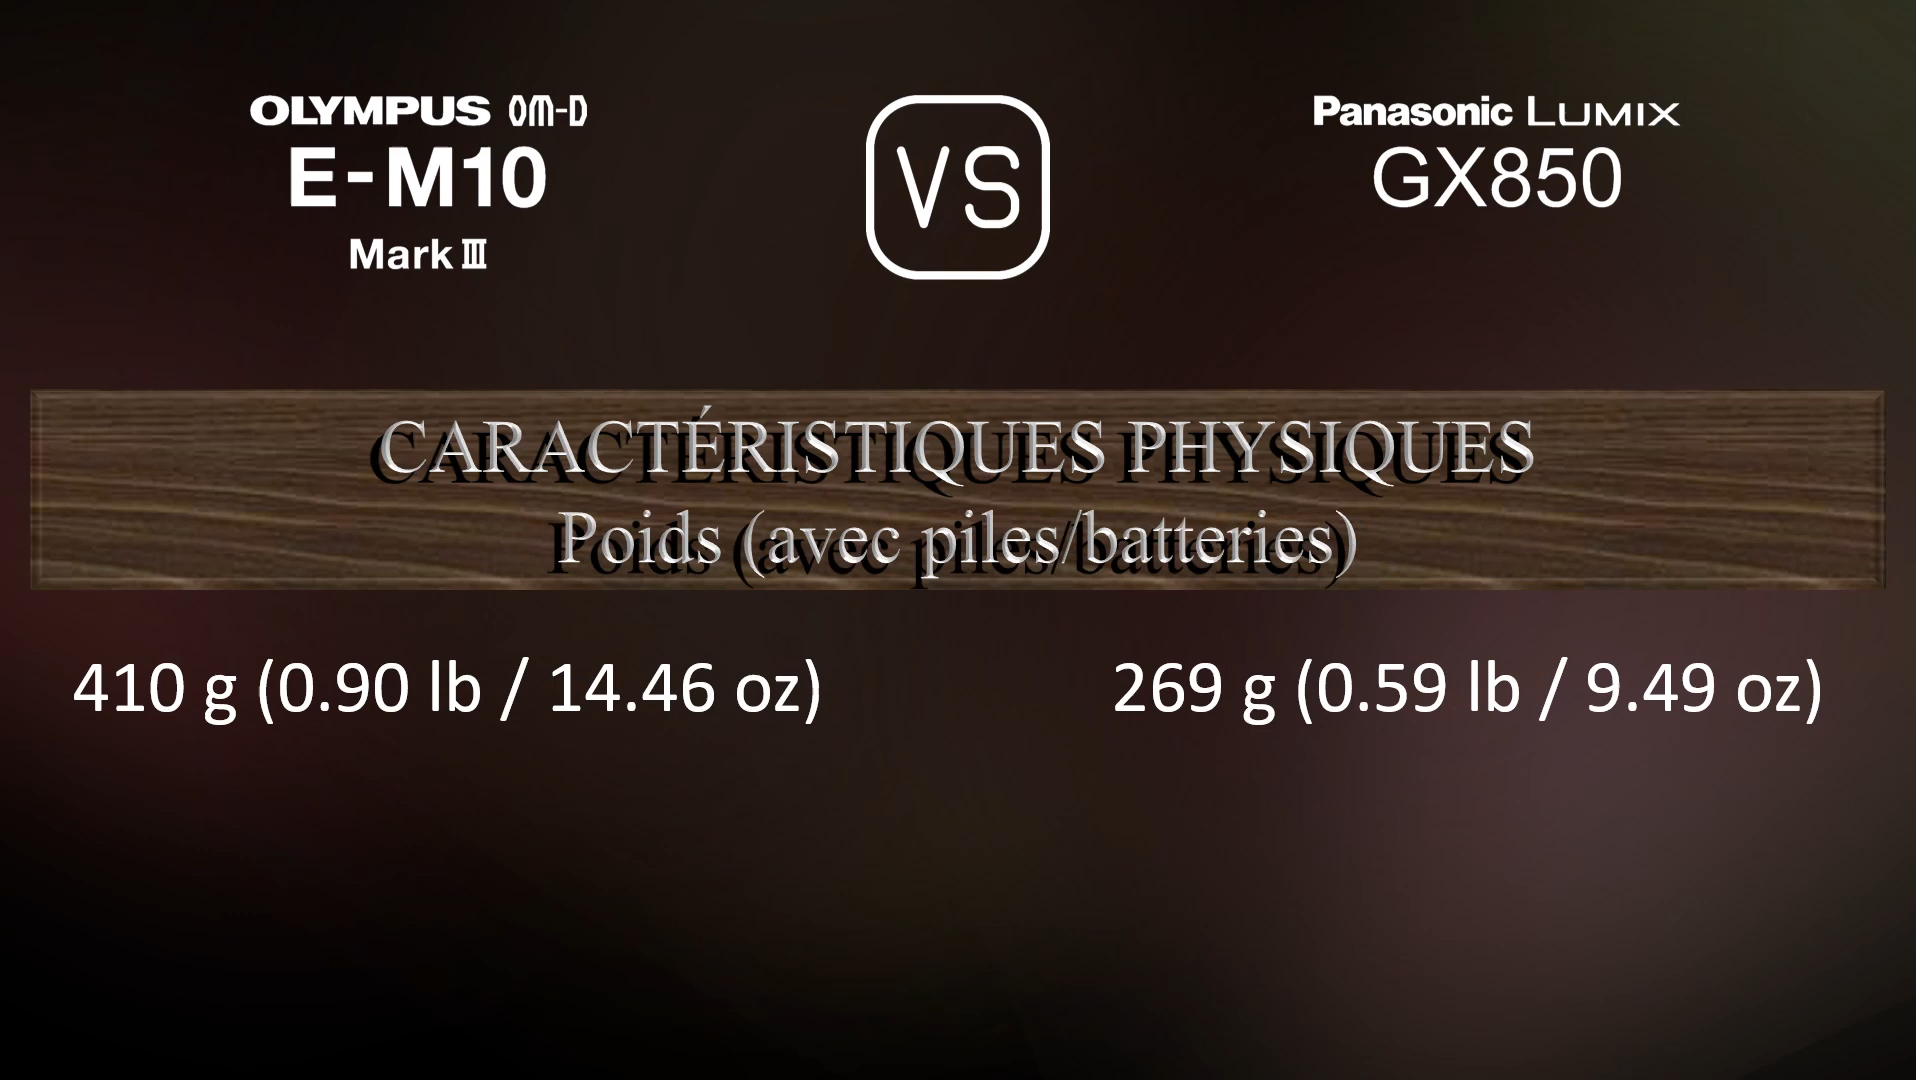 OLYMPUS OM-D
E-M10
Mark III
VS
Panasonic LUMIX
GX850
CARACTÉRISTIQUES PHYSIQUES
Poids (avec piles/batteries)
410 g (0.90 lb / 14.46 oz)
269 g (0.59 lb / 9.49 oz)